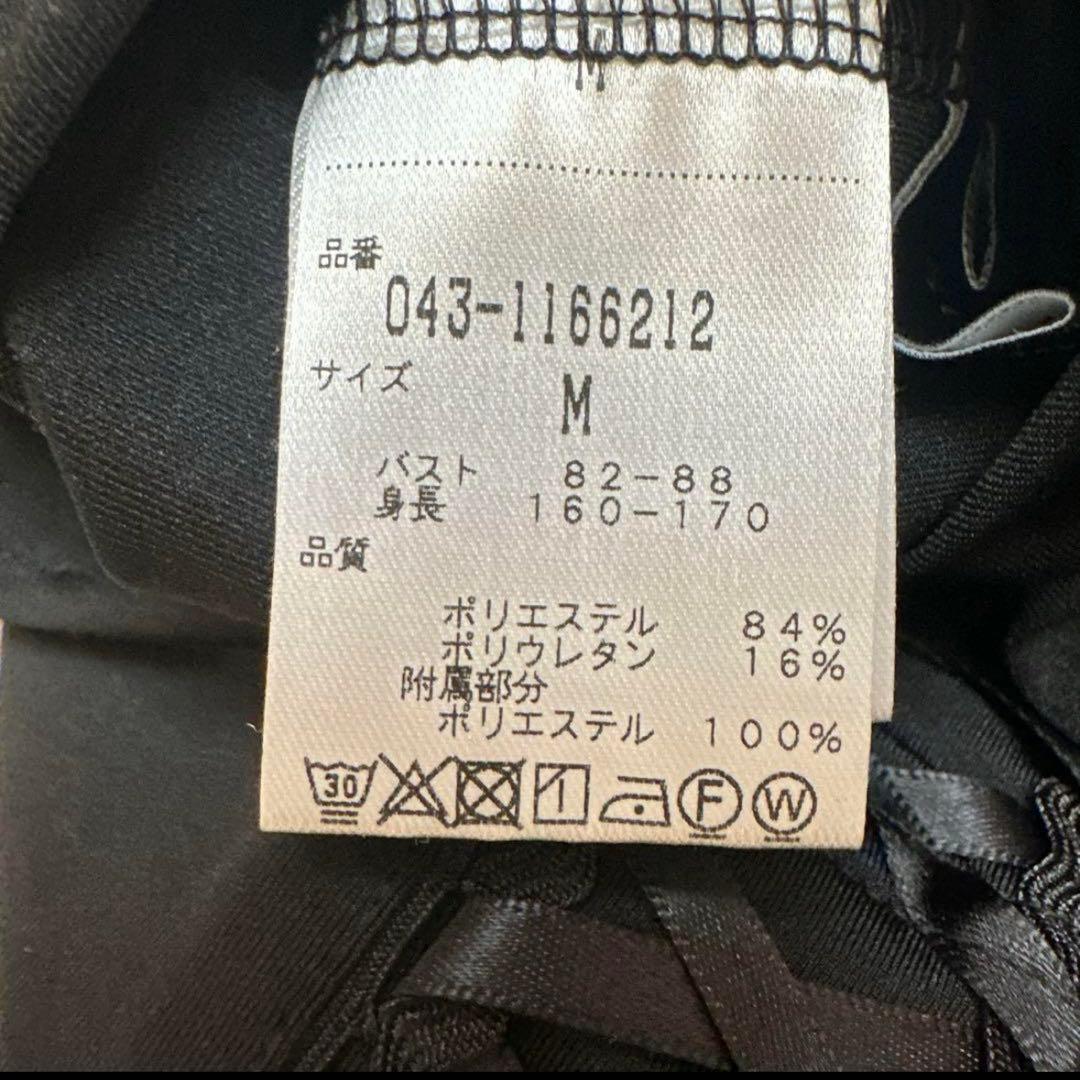 M
品番
043-1166212
サイズ
M
バスト 82-88
身長 160-170
品質
ポリエステル 84%
ポリウレタン 16%
附属部分
ポリエステル 100%
30 F W